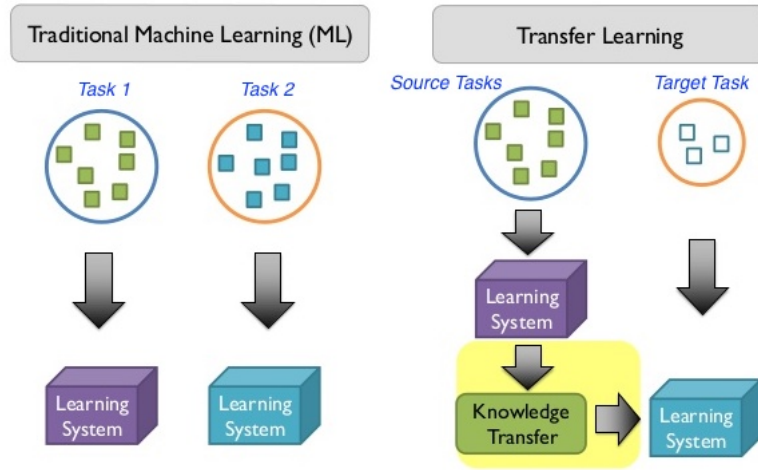 Traditional Machine Learning (ML)
Task 1
Task 2
Learning
System
Learning
System
Transfer Learning
Source Tasks
Target Task
Learning
System
Knowledge
Transfer
Learning
System